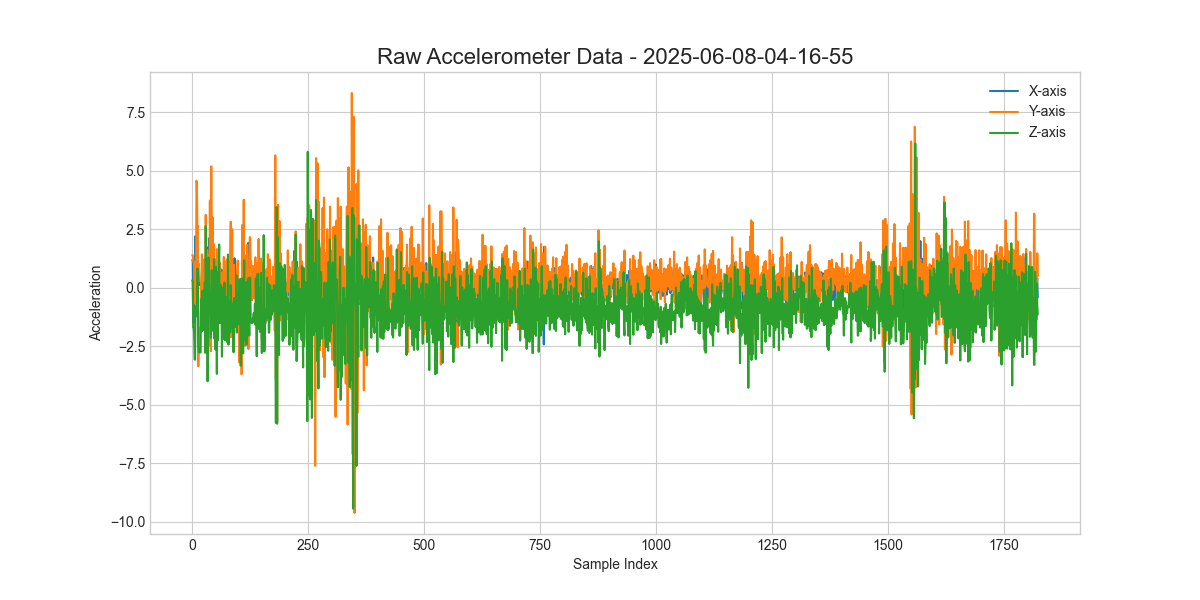 Raw Accelerometer Data - 2025-06-08-04-16-55
X-axis
Y-axis
Z-axis
7.5
5.0
2.5
0.0
−2.5
−5.0
−7.5
−10.0
Acceleration
0 250 500 750 1000 1250 1500 1750
Sample Index